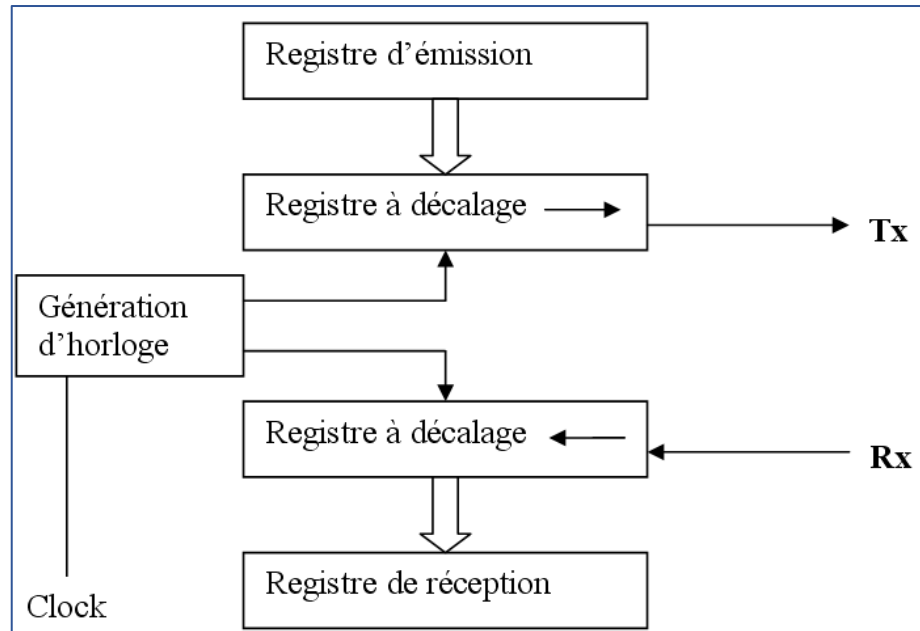 Registre d’émission
Registre à décalage
Tx
Génération
d’horloge
Registre à décalage
Rx
Registre de réception
Clock